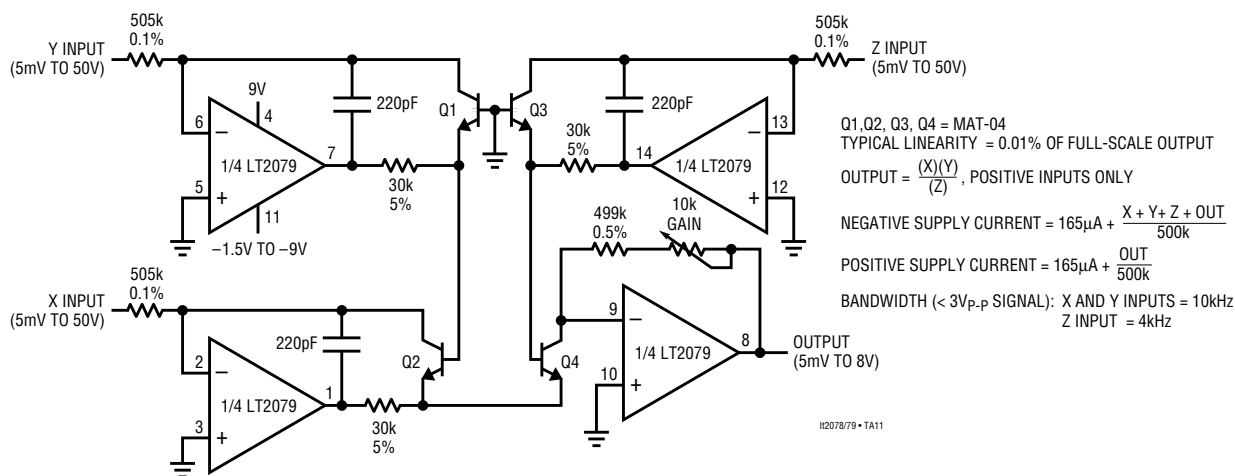 505k
0.1%
Y INPUT
(5mV TO 50V)
9V
4
6
−
1/4 LT2079
7
5
+
11
−1.5V TO −9V
220pF
30k
5%
Q1
Q3
220pF
30k
5%
14
1/4 LT2079
13
−
12
+
505k
0.1%
Z INPUT
(5mV TO 50V)
505k
0.1%
X INPUT
(5mV TO 50V)
2
−
1/4 LT2079
1
3
+
220pF
30k
5%
Q2
Q4
499k
0.5%
10k
GAIN
9
−
1/4 LT2079
8
10
+
OUTPUT
(5mV TO 8V)
Q1,Q2, Q3, Q4 = MAT-04
TYPICAL LINEARITY = 0.01% OF FULL-SCALE OUTPUT
OUTPUT = (X)(Y)/(Z), POSITIVE INPUTS ONLY
NEGATIVE SUPPLY CURRENT = 165µA + X + Y+ Z + OUT/500k
POSITIVE SUPPLY CURRENT = 165µA + OUT/500k
BANDWIDTH (< 3VP-P SIGNAL): X AND Y INPUTS = 10kHz
Z INPUT = 4kHz
lt2078/79 • TA11